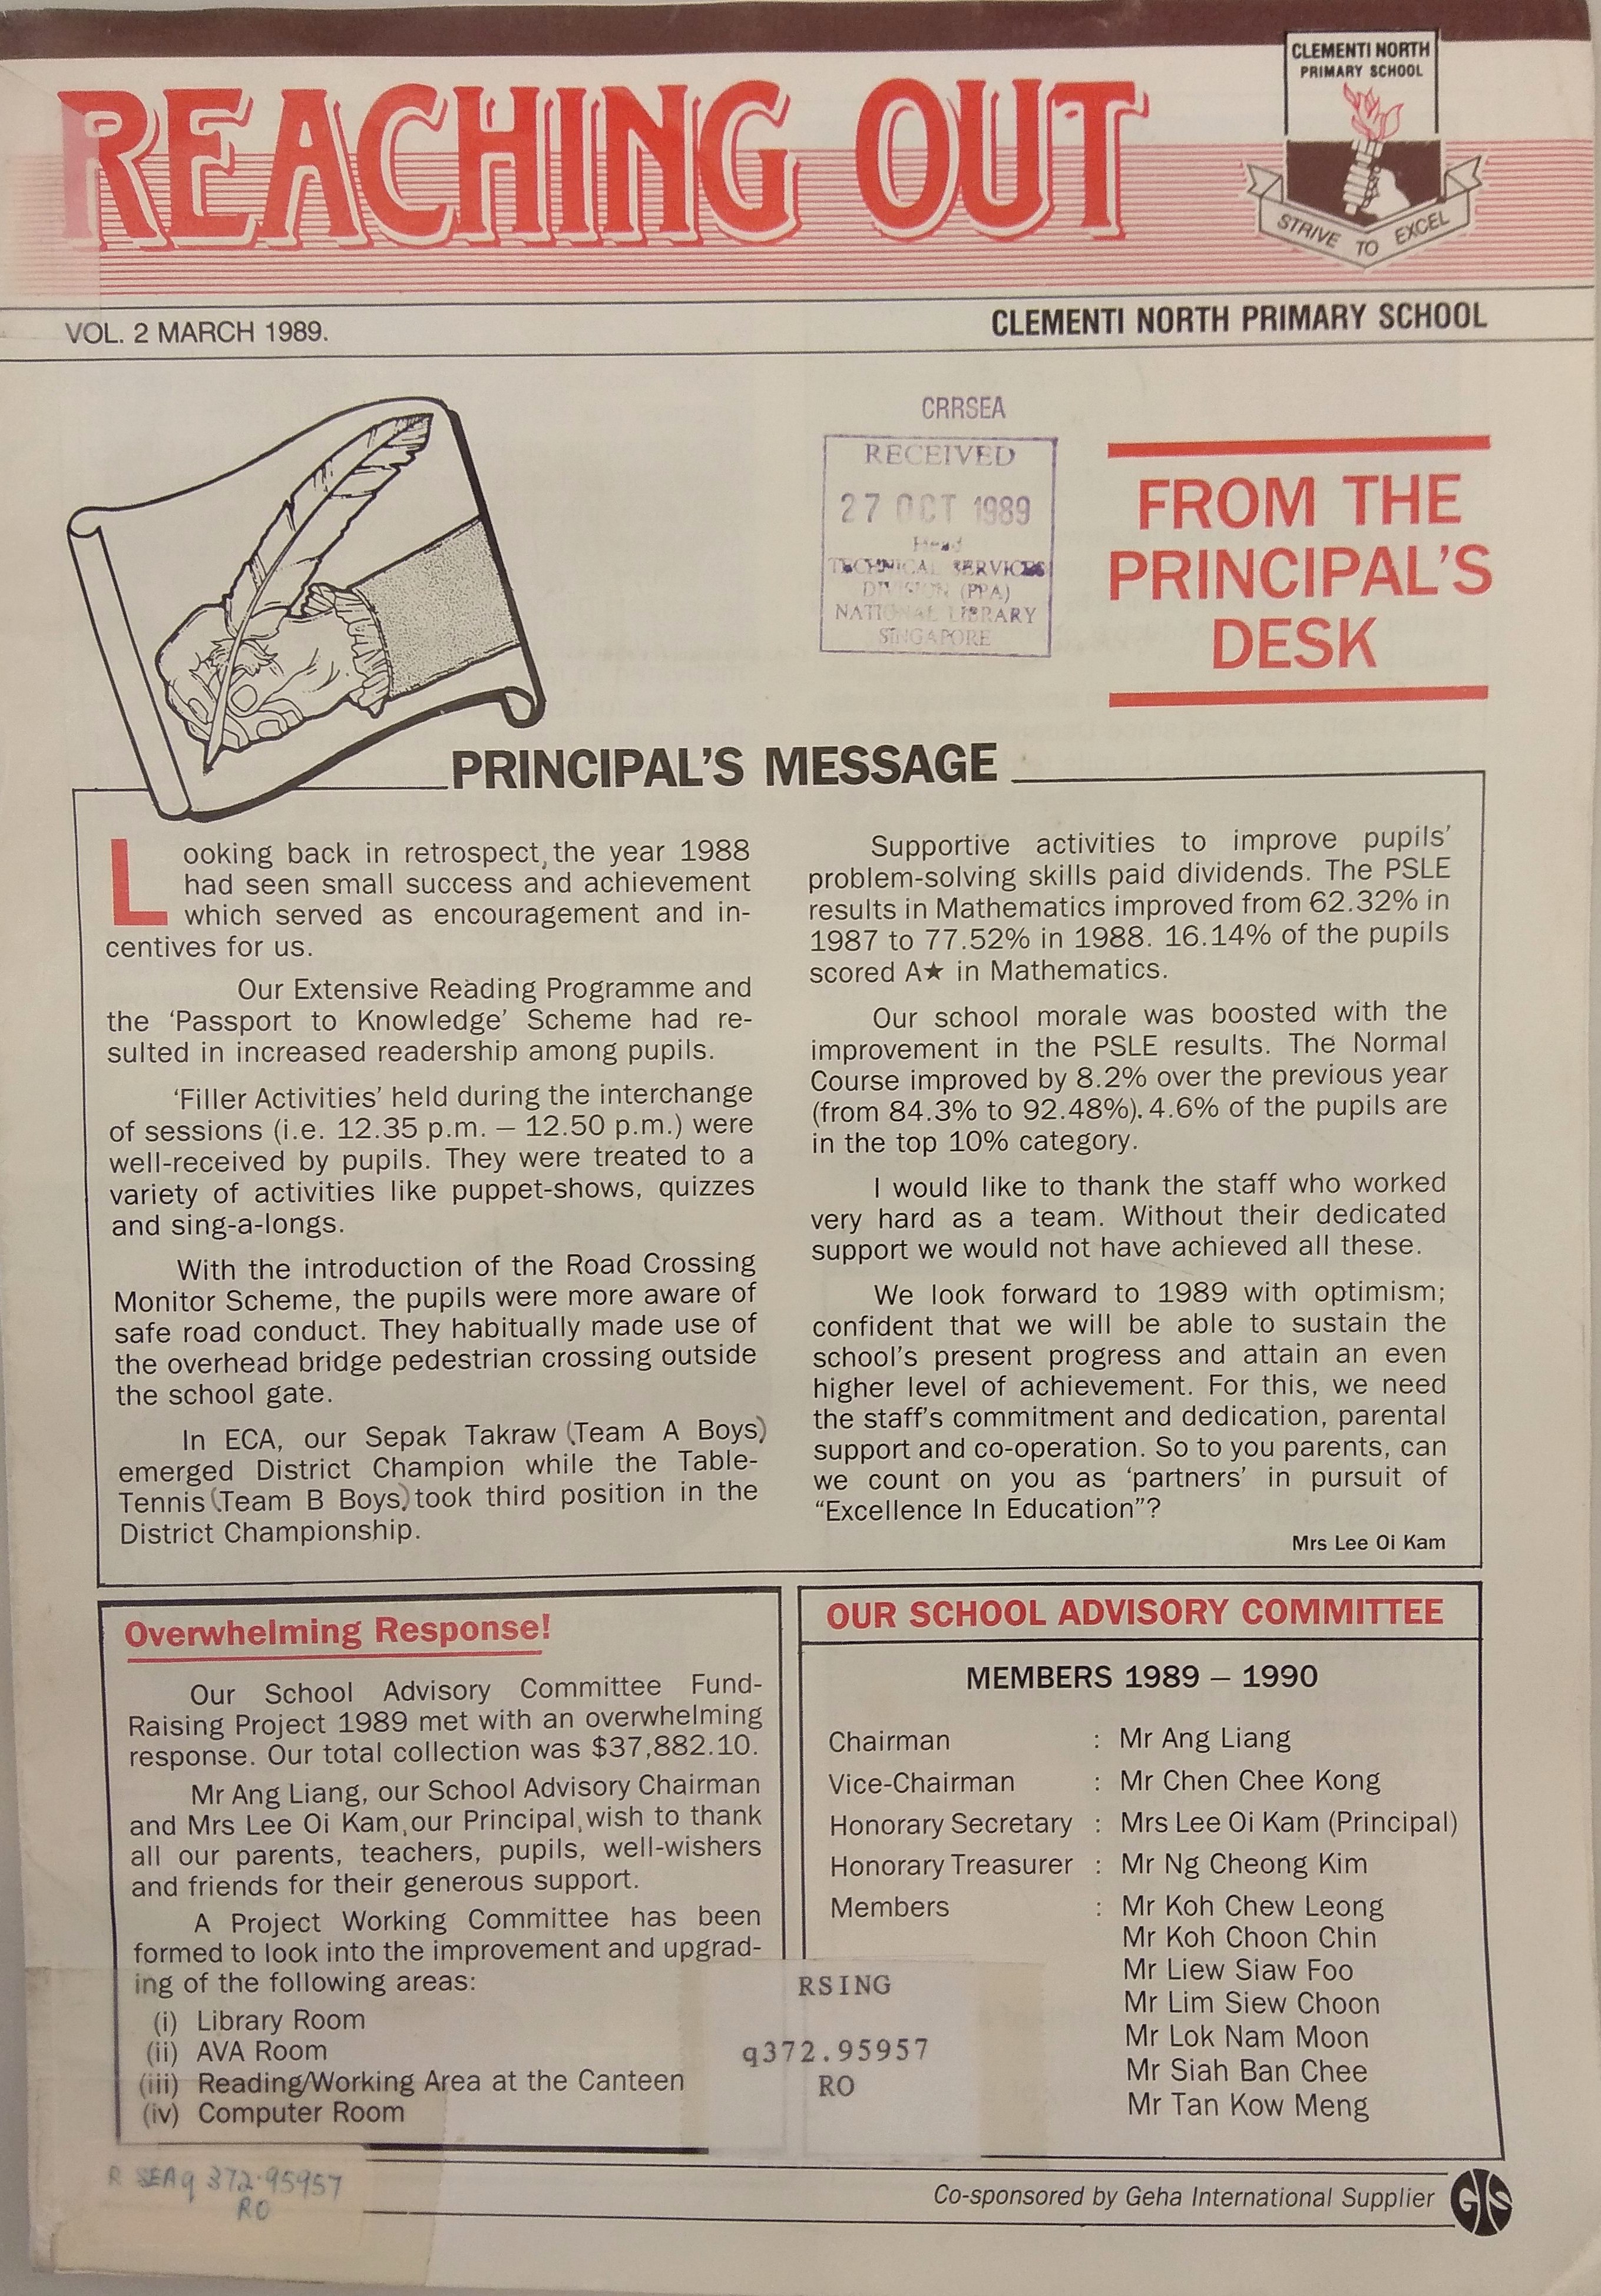 CLEMENTI NORTH
PRIMARY SCHOOL
REACHING OUT
STRIVE TO EXCEL
VOL. 2 MARCH 1989.
CLEMENTI NORTH PRIMARY SCHOOL
CRRSEA
RECEIVED
27 OCT 1989
Head
TECHNICAL SERVICES
DIVISION (PPA)
NATIONAL LIBRARY
SINGAPORE
FROM THE
PRINCIPAL'S
DESK
PRINCIPAL'S MESSAGE
Looking back in retrospect, the year 1988
had seen small success and achievement
which served as encouragement and in-
centives for us.
Our Extensive Reading Programme and
the 'Passport to Knowledge' Scheme had re-
sulted in increased readership among pupils.
'Filler Activities' held during the interchange
of sessions (i.e. 12.35 p.m. – 12.50 p.m.) were
well-received by pupils. They were treated to a
variety of activities like puppet-shows, quizzes
and sing-a-longs.
With the introduction of the Road Crossing
Monitor Scheme, the pupils were more aware of
safe road conduct. They habitually made use of
the overhead bridge pedestrian crossing outside
the school gate.
In ECA, our Sepak Takraw (Team A Boys)
emerged District Champion while the Table-
Tennis (Team B Boys) took third position in the
District Championship.
Supportive activities to improve pupils'
problem-solving skills paid dividends. The PSLE
results in Mathematics improved from 62.32% in
1987 to 77.52% in 1988. 16.14% of the pupils
scored A★ in Mathematics.
Our school morale was boosted with the
improvement in the PSLE results. The Normal
Course improved by 8.2% over the previous year
(from 84.3% to 92.48%). 4.6% of the pupils are
in the top 10% category.
I would like to thank the staff who worked
very hard as a team. Without their dedicated
support we would not have achieved all these.
We look forward to 1989 with optimism;
confident that we will be able to sustain the
school's present progress and attain an even
higher level of achievement. For this, we need
the staff's commitment and dedication, parental
support and co-operation. So to you parents, can
we count on you as 'partners' in pursuit of
"Excellence In Education"?
Mrs Lee Oi Kam
Overwhelming Response!
Our School Advisory Committee Fund-
Raising Project 1989 met with an overwhelming
response. Our total collection was $37,882.10.
Mr Ang Liang, our School Advisory Chairman
and Mrs Lee Oi Kam, our Principal, wish to thank
all our parents, teachers, pupils, well-wishers
and friends for their generous support.
A Project Working Committee has been
formed to look into the improvement and upgrad-
ing of the following areas:
(i) Library Room
(ii) AVA Room
(iii) Reading/Working Area at the Canteen
(iv) Computer Room
OUR SCHOOL ADVISORY COMMITTEE
MEMBERS 1989 – 1990
Chairman : Mr Ang Liang
Vice-Chairman : Mr Chen Chee Kong
Honorary Secretary : Mrs Lee Oi Kam (Principal)
Honorary Treasurer : Mr Ng Cheong Kim
Members : Mr Koh Chew Leong
Mr Koh Choon Chin
Mr Liew Siaw Foo
Mr Lim Siew Choon
Mr Lok Nam Moon
Mr Siah Ban Chee
Mr Tan Kow Meng
RSING
q372.95957
RO
R SEAq 372.95957
RO
Co-sponsored by Geha International Supplier
GIS